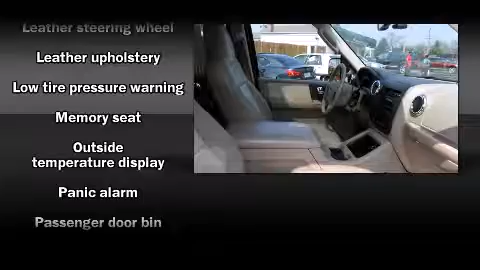 Leather steering wheel
Leather upholstery
Low tire pressure warning
Memory seat
Outside
temperature display
Panic alarm
Passenger door bin